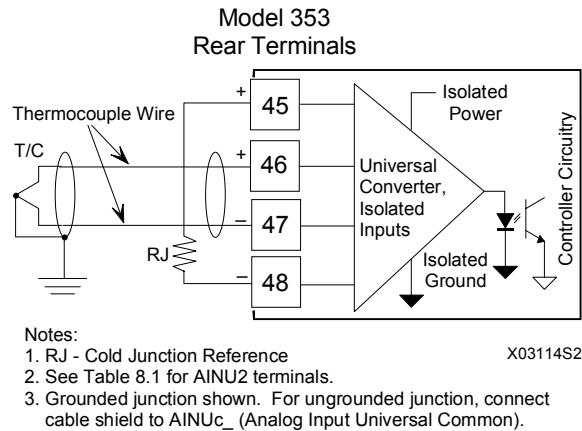 Model 353
Rear Terminals
Thermocouple Wire
T/C
+
45
+
46
−
47
RJ
−
48
Isolated
Power
Universal
Converter,
Isolated
Inputs
Isolated
Ground
Controller Circuitry
Notes:
1. RJ - Cold Junction Reference
X03114S2
2. See Table 8.1 for AINU2 terminals.
3. Grounded junction shown. For ungrounded junction, connect
cable shield to AINUc_ (Analog Input Universal Common).